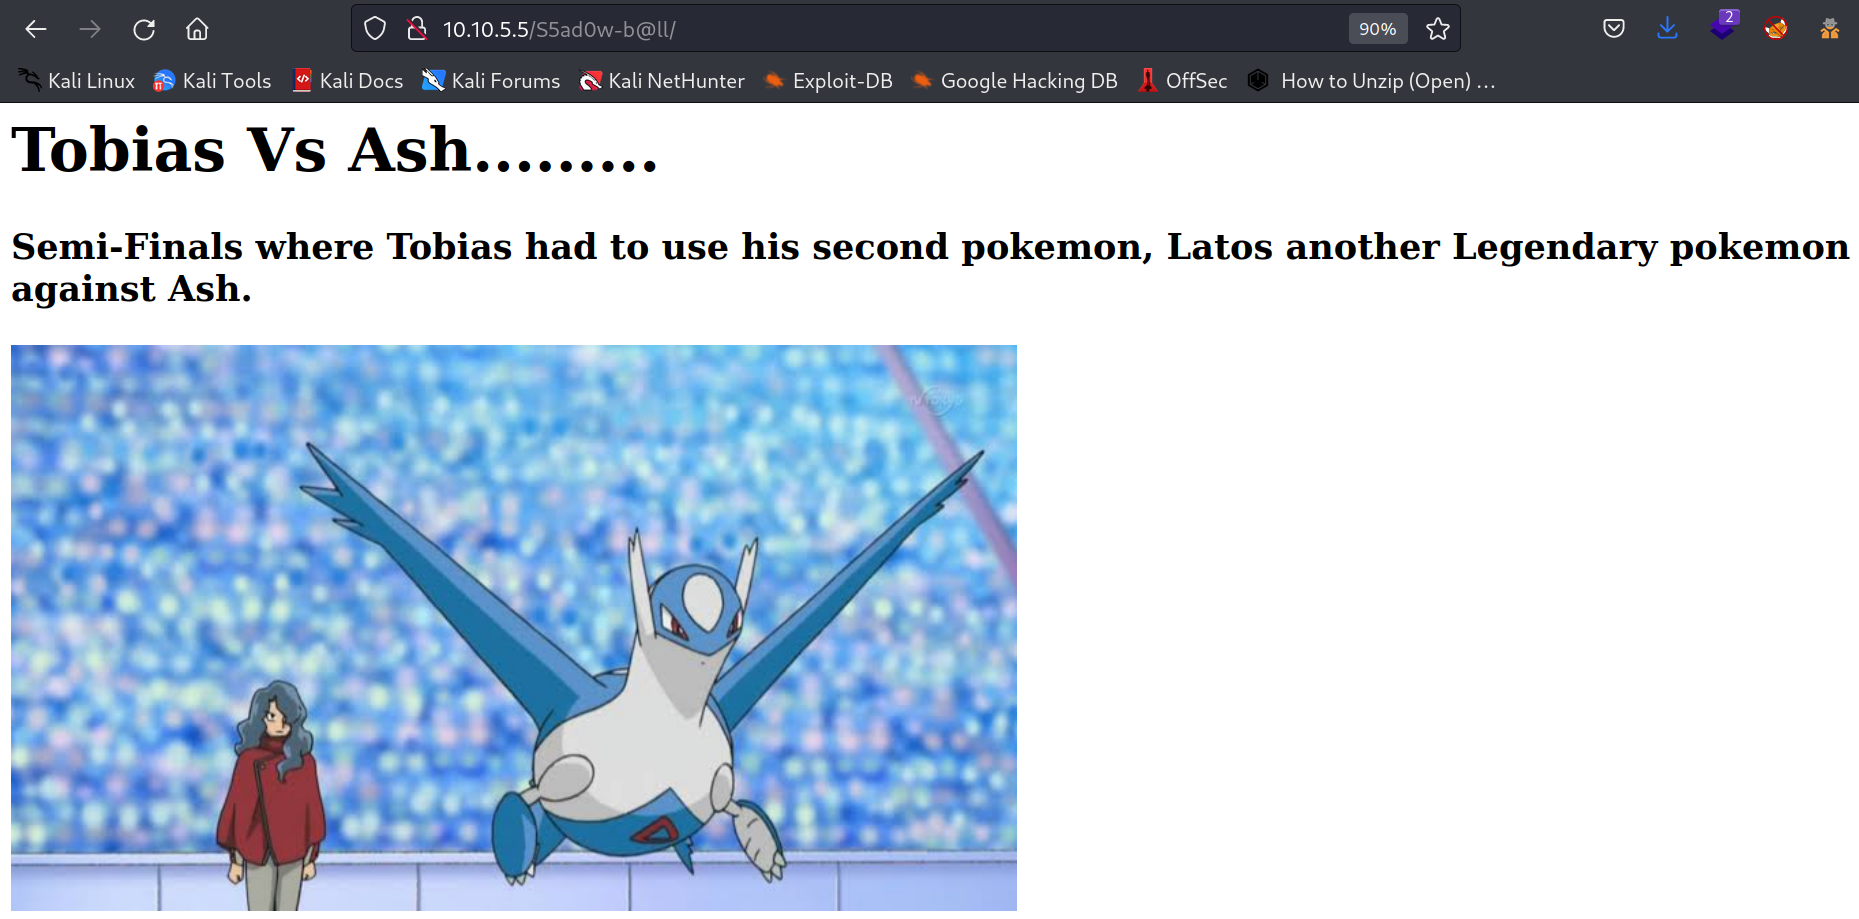 10.10.5.5/S5ad0w-b@ll/
90%
2
Kali Linux Kali Tools Kali Docs Kali Forums Kali NetHunter Exploit-DB Google Hacking DB OffSec How to Unzip (Open) ...
Tobias Vs Ash.........
Semi-Finals where Tobias had to use his second pokemon, Latos another Legendary pokemon
against Ash.